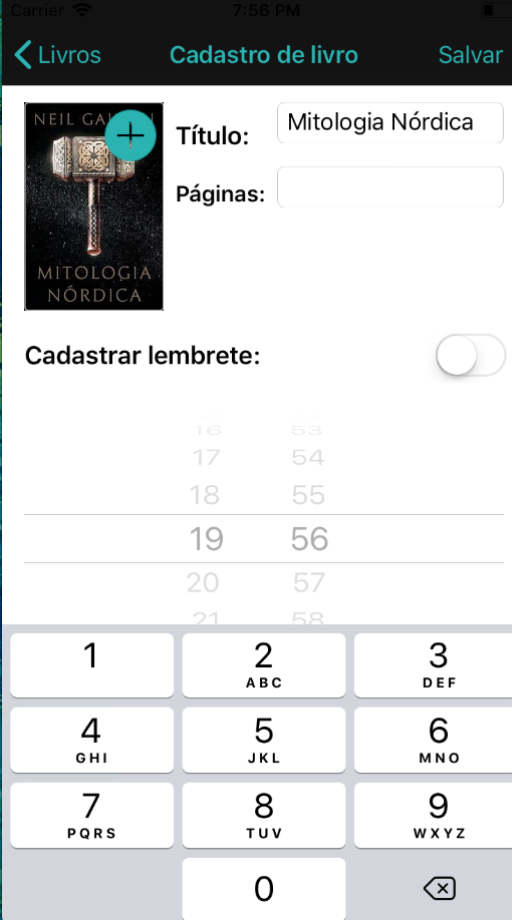 Carrier 7:56 PM
Livros Cadastro de livro Salvar
NEIL GA N
MITOLOGIA
NÓRDICA
Título: Mitologia Nórdica
Páginas:
Cadastrar lembrete:
16 53
17 54
18 55
19 56
20 57
21 58
1 2 3
ABC DEF
4 5 6
GHI JKL MNO
7 8 9
PQRS TUV WXYZ
0